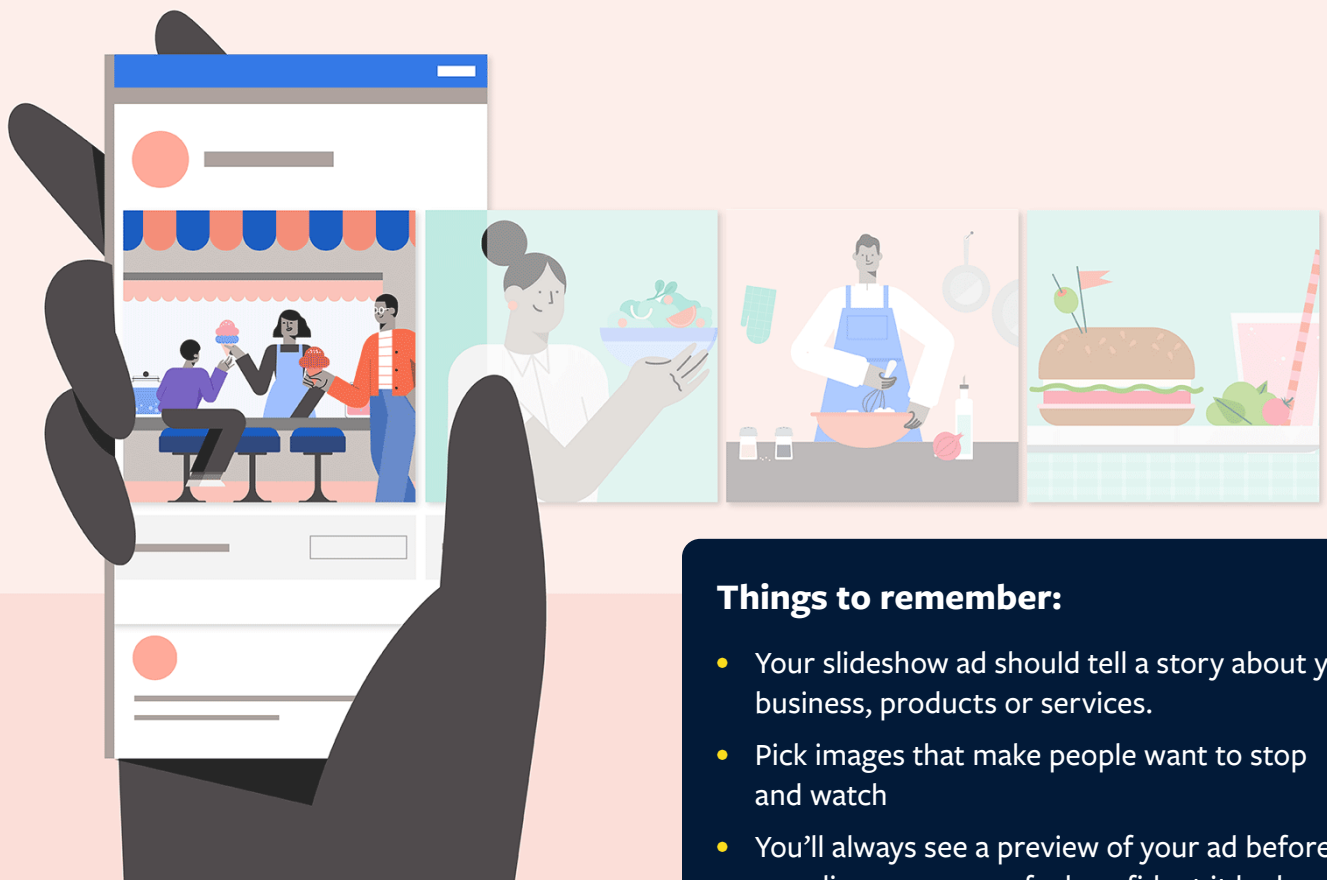 Things to remember:
Your slideshow ad should tell a story about
business, products or services.
Pick images that make people want to stop
and watch
You’ll always see a preview of your ad before